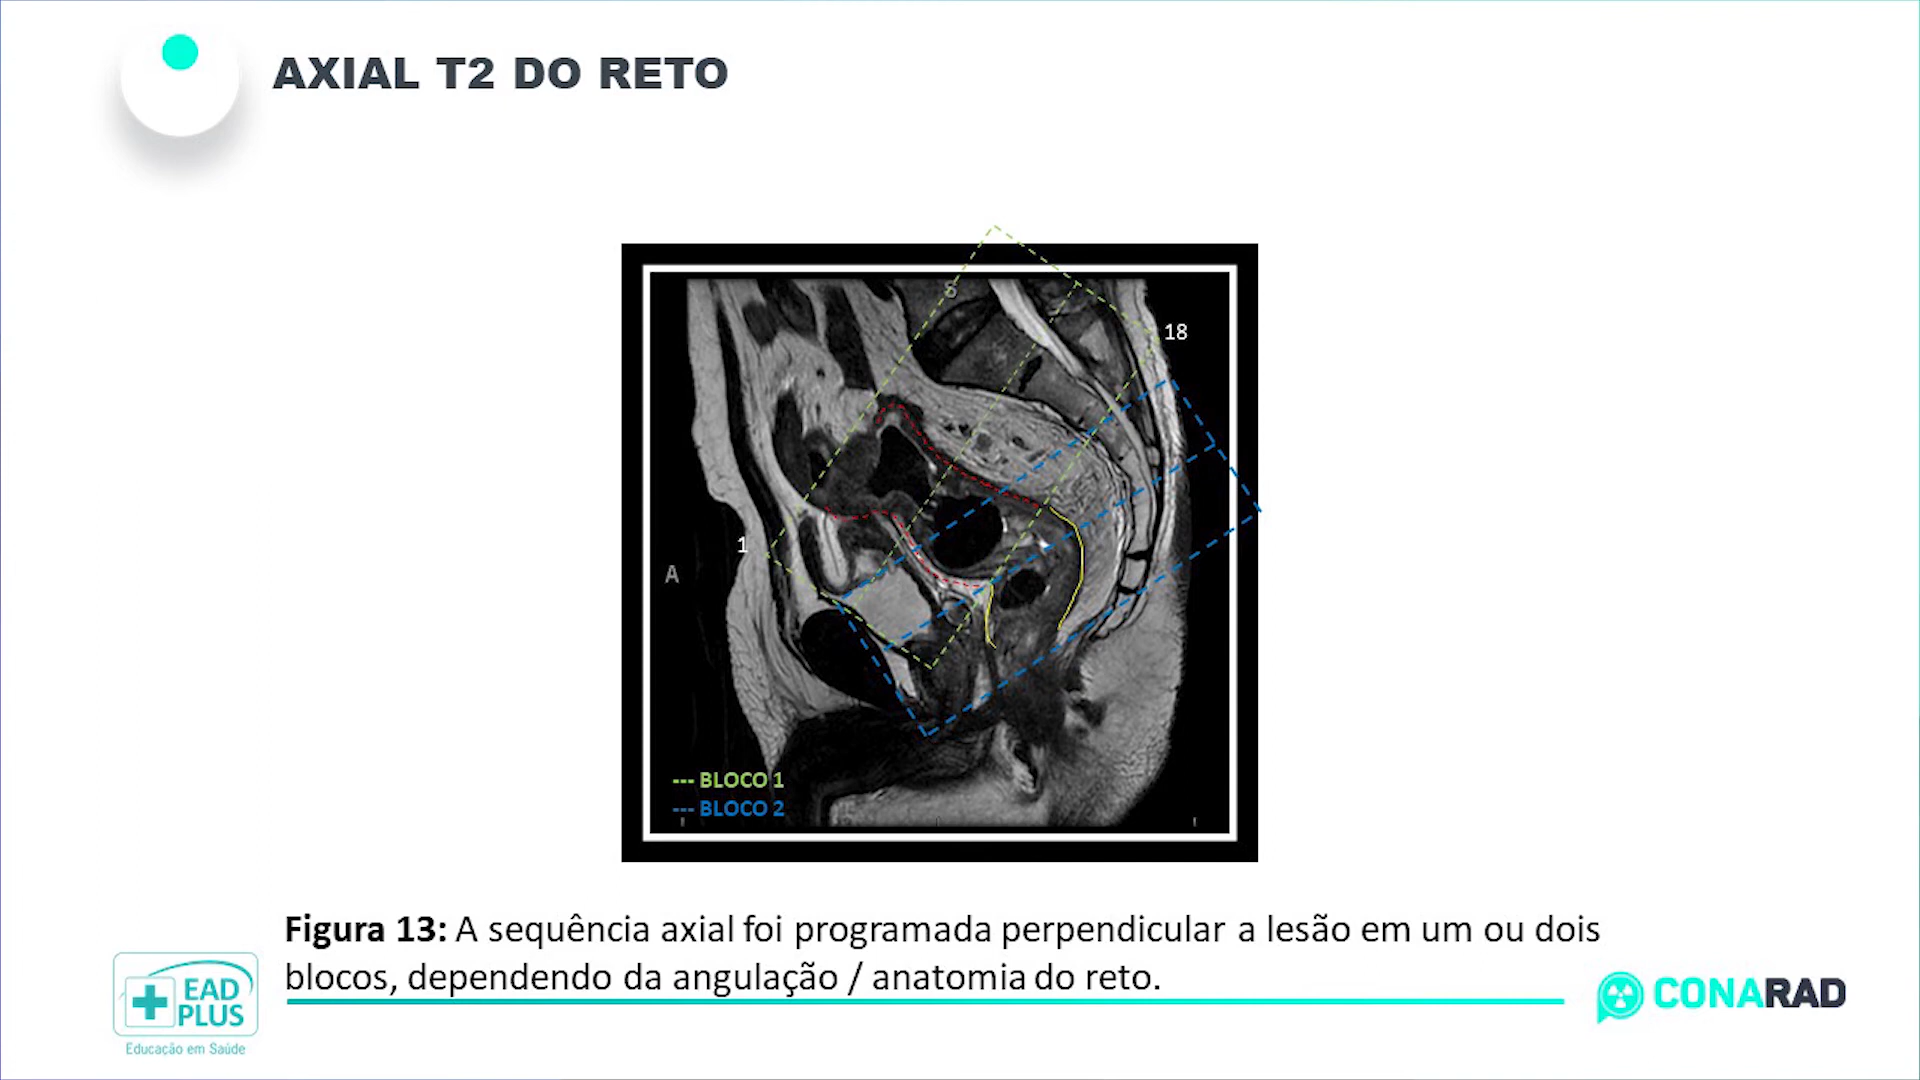 AXIAL T2 DO RETO
S
18
1
A
--- BLOCO 1
--- BLOCO 2
Figura 13: A sequência axial foi programada perpendicular a lesão em um ou dois
blocos, dependendo da angulação / anatomia do reto.
EAD
PLUS
Educação em Saúde
CONARAD